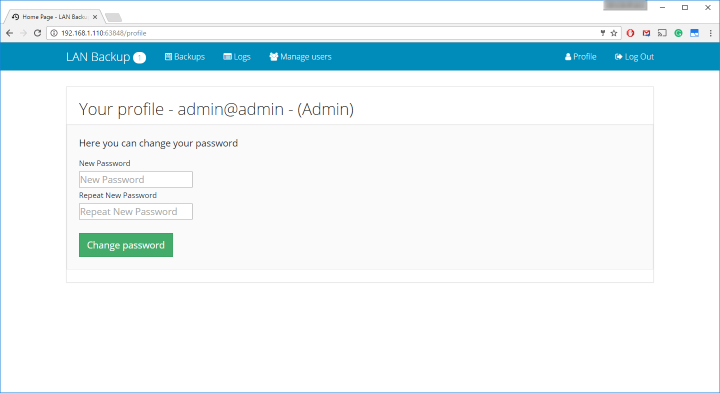 Home Page - LAN Backu
192.168.1.110:63848/profile
LAN Backup
Backups
Logs
Manage users
Profile
Log Out
Your profile - admin@admin - (Admin)
Here you can change your password
New Password
New Password
Repeat New Password
Repeat New Password
Change password